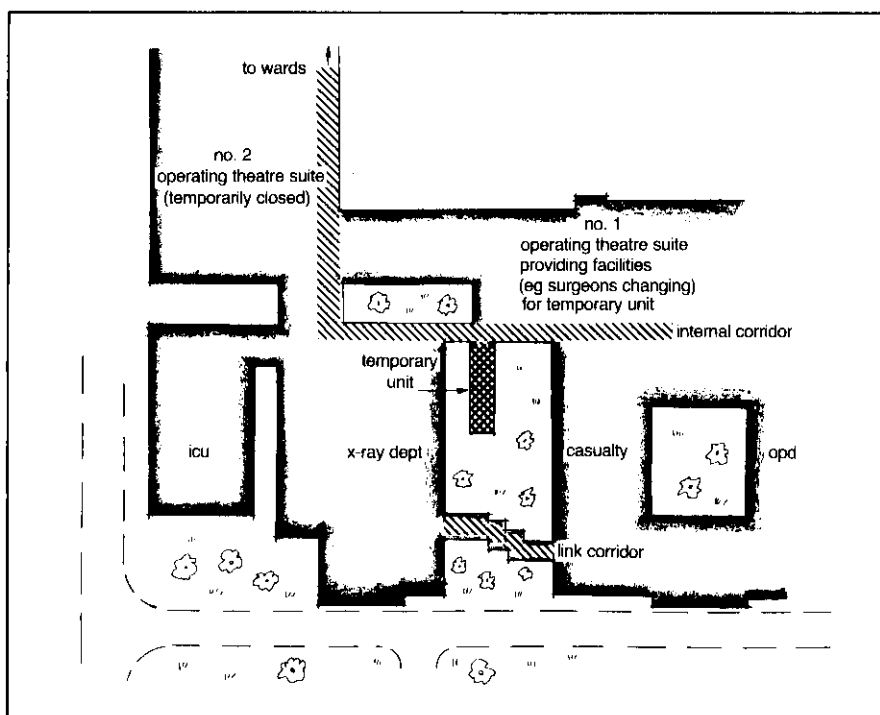 to wards
no. 2
operating theatre suite
(temporarily closed)
no. 1
operating theatre suite
providing facilities
(eg surgeons changing)
for temporary unit
internal corridor
temporary
unit
icu
x-ray dept
casualty
opd
link corridor